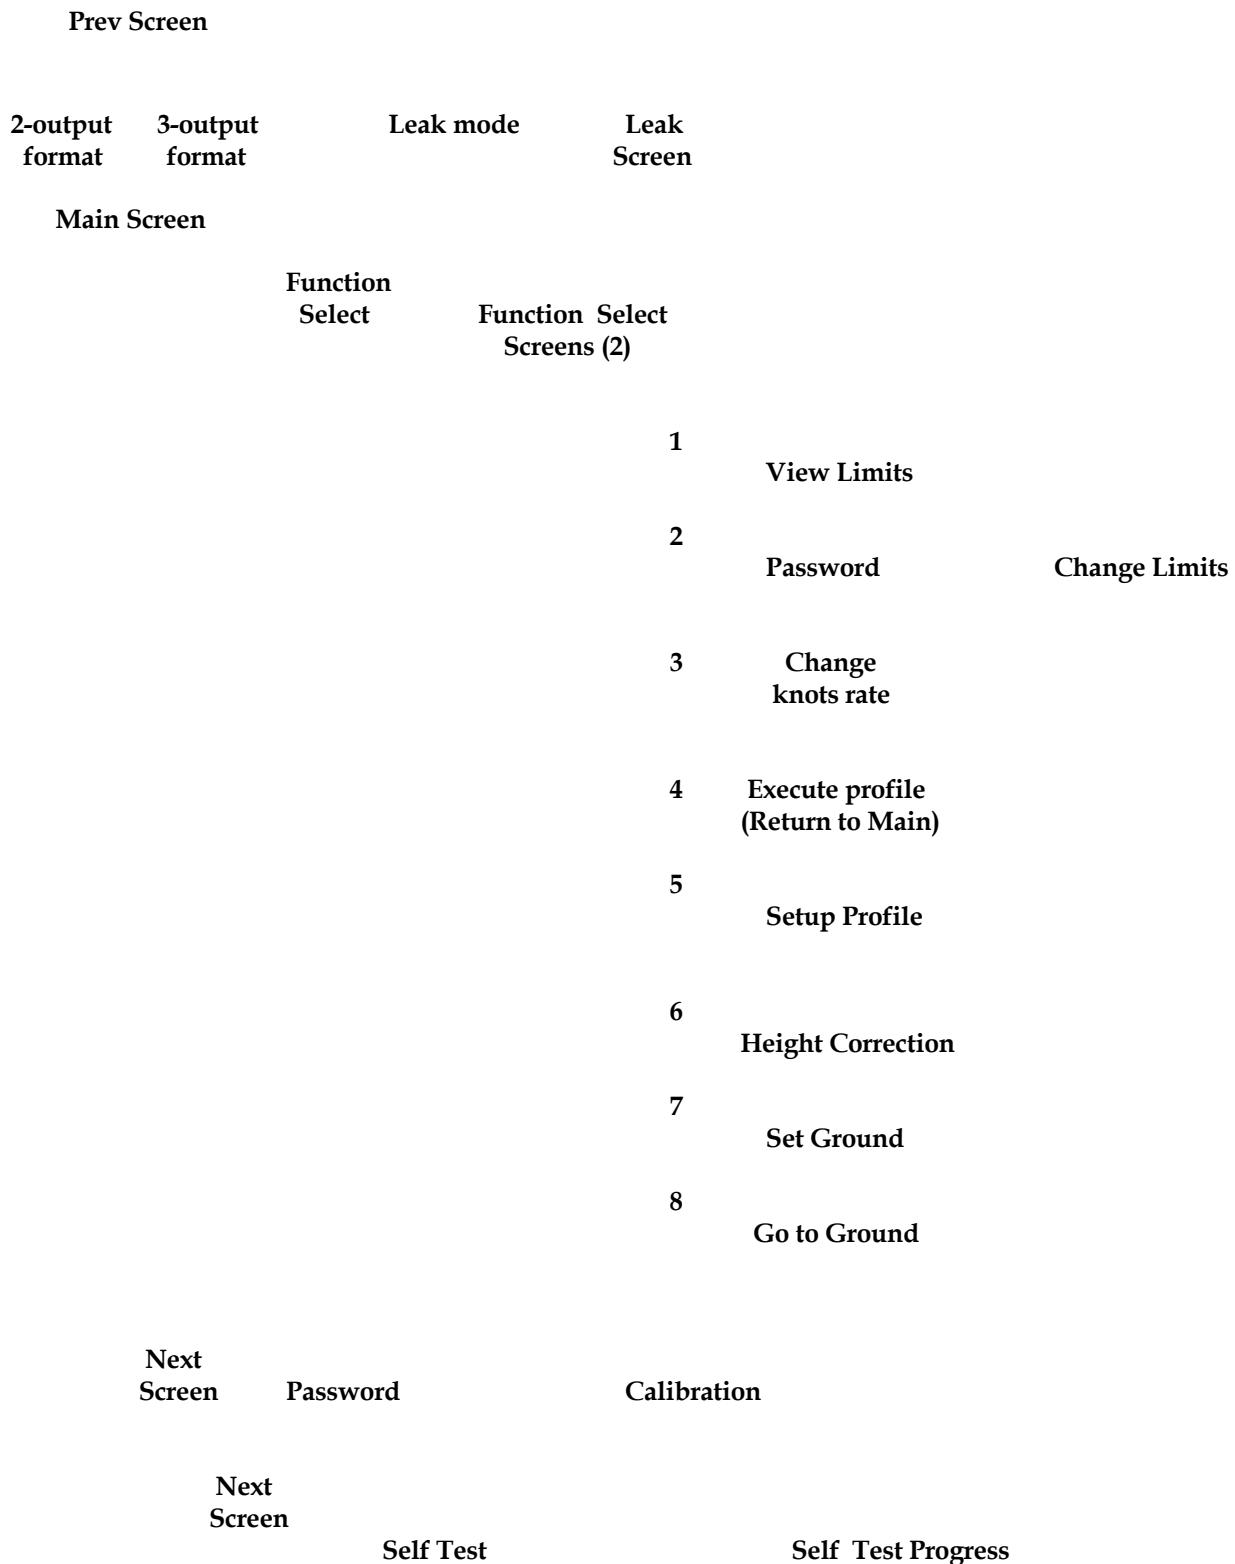 Prev Screen
2-output 3-output Leak mode Leak
format format Screen
Main Screen
Function
Select Function Select
Screens (2)
1
View Limits
2
Password Change Limits
3 Change
knots rate
4 Execute profile
(Return to Main)
5
Setup Profile
6
Height Correction
7
Set Ground
8
Go to Ground
Next
Screen Password Calibration
Next
Screen
Self Test Self Test Progress